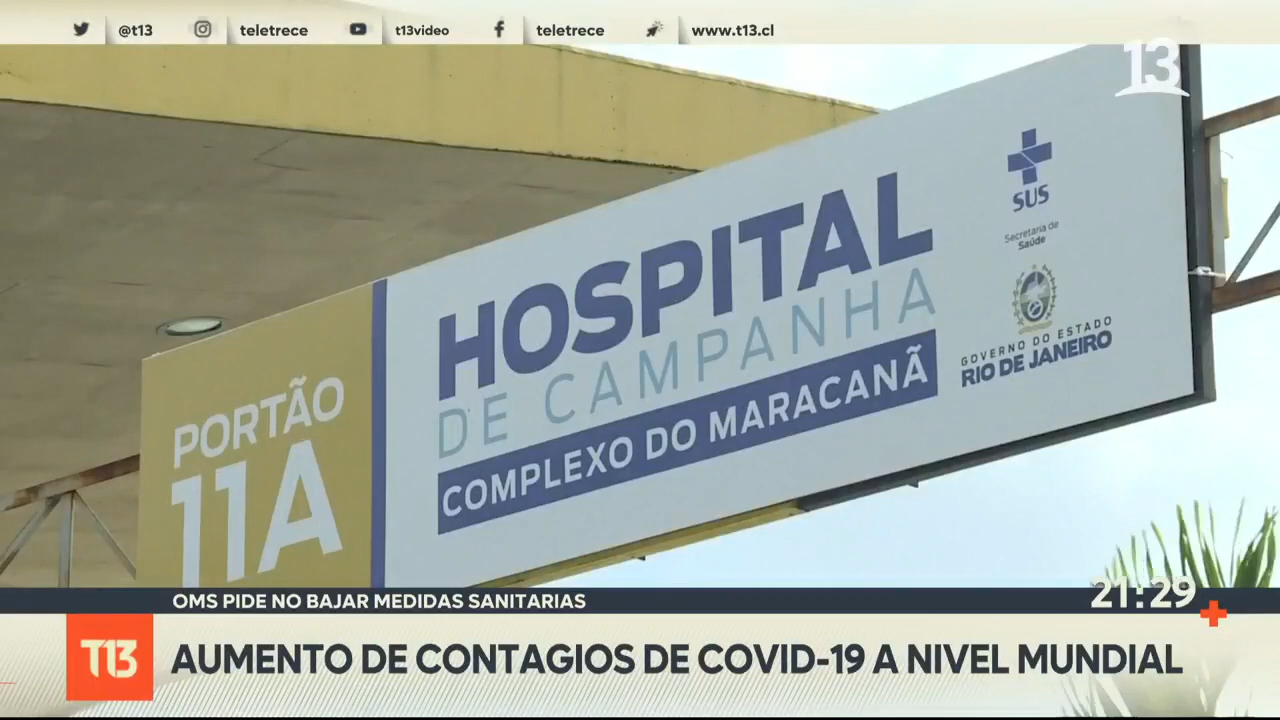 @t13
teletrece
t13video
teletrece
www.t13.cl
13
SUS
Secretaria de
Saúde
HOSPITAL
DE CAMPANHA
COMPLEXO DO MARACANÃ
GOVERNO DO ESTADO
RIO DE JANEIRO
PORTÃO
11A
OMS PIDE NO BAJAR MEDIDAS SANITARIAS
21:29
T13
AUMENTO DE CONTAGIOS DE COVID-19 A NIVEL MUNDIAL